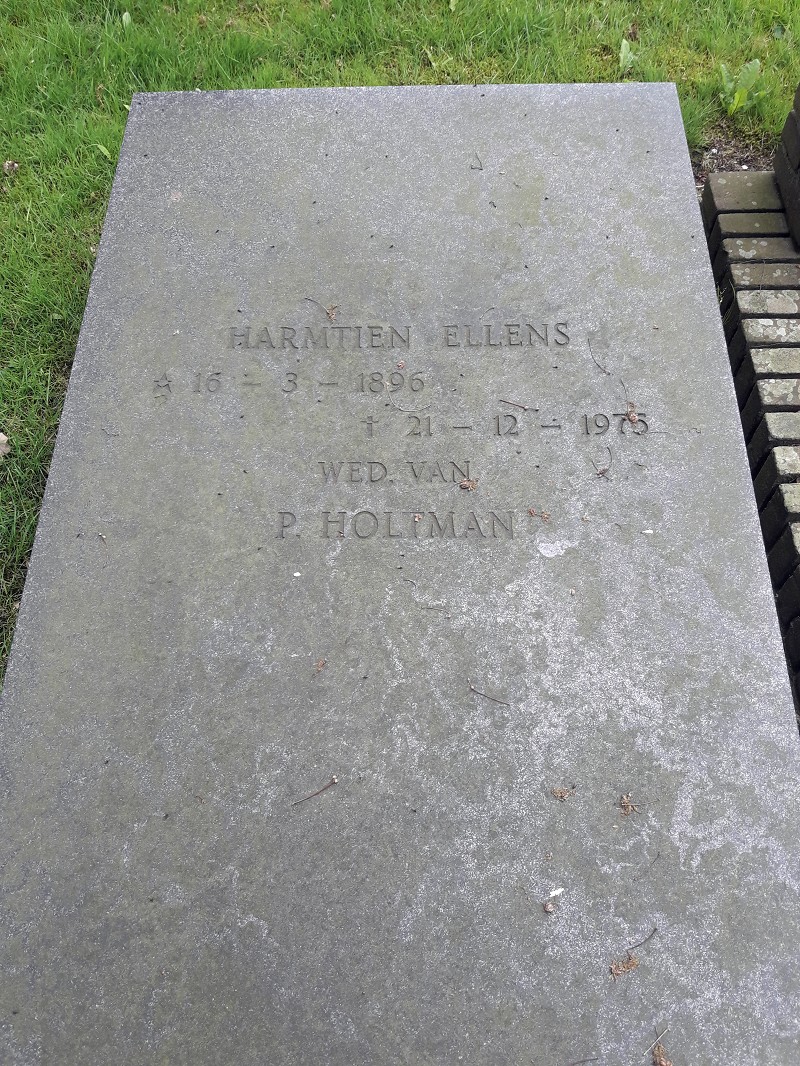 HARMTIEN ELLENS
☆ 16 – 3 – 1896
† 21 – 12 – 1975
WED. VAN
P. HOLTMAN